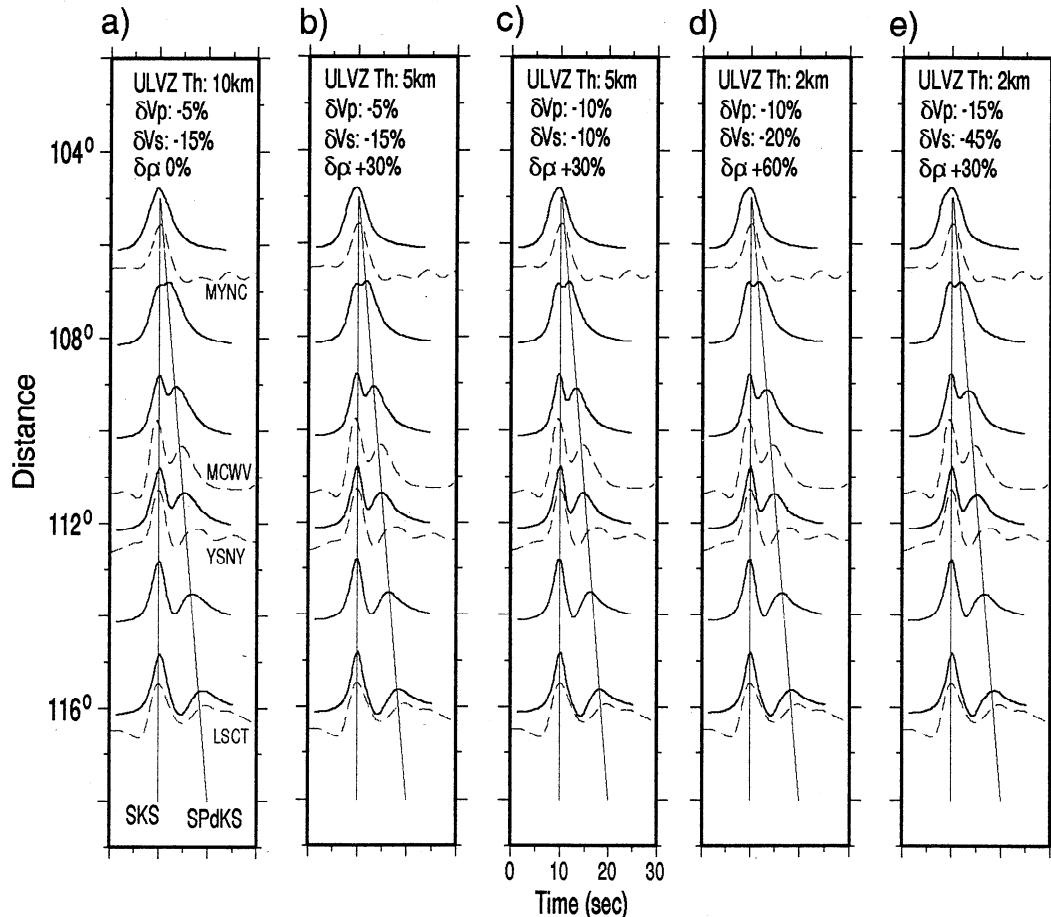 a)
ULVZ Th: 10km
δVp: -5%
δVs: -15%
δρ: 0%
b)
ULVZ Th: 5km
δVp: -5%
δVs: -15%
δρ: +30%
c)
ULVZ Th: 5km
δVp: -10%
δVs: -10%
δρ: +30%
d)
ULVZ Th: 2km
δVp: -10%
δVs: -20%
δρ: +60%
e)
ULVZ Th: 2km
δVp: -15%
δVs: -45%
δρ: +30%
Distance
104⁰
108⁰
112⁰
116⁰
MYNC
MCWV
YSNY
LSCT
SKS SPdKS
0 10 20 30
Time (sec)